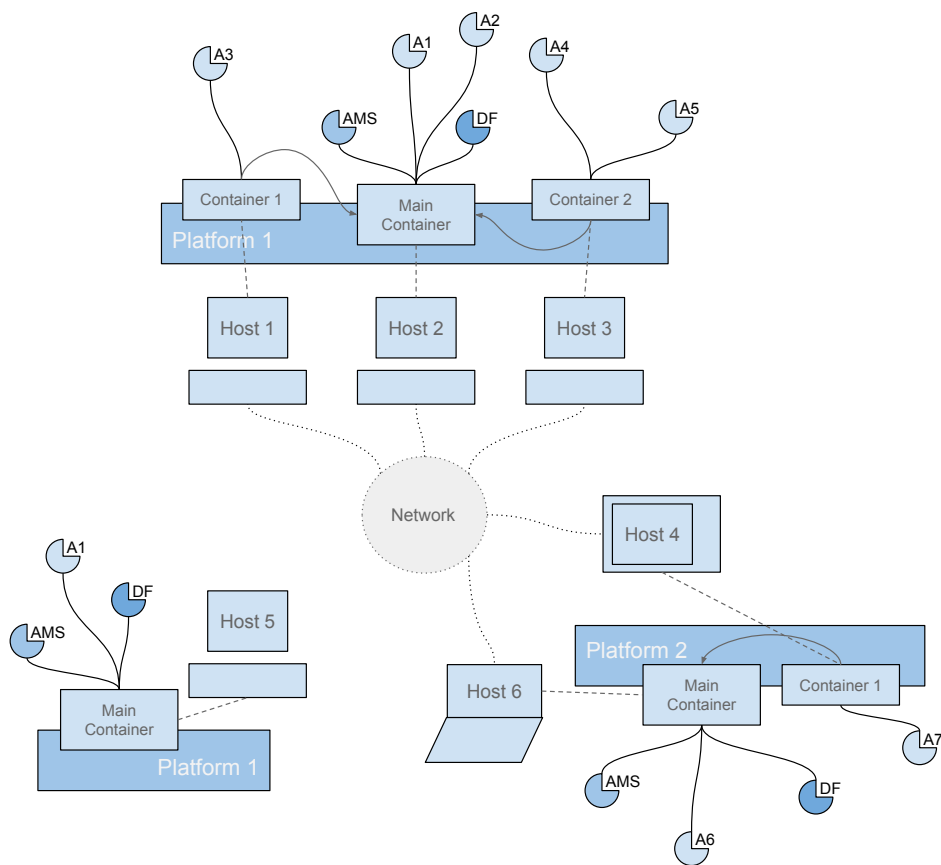 A2
A1
A4
A3
A5
AMS
DF
Container 1
Main
Container
Container 2
Platform 1
Host 1
Host 2
Host 3
Network
Host 4
A1
DF
AMS
Host 5
Platform 2
Host 6
Main
Container
Container 1
Main
Container
A7
Platform 1
AMS
DF
A6